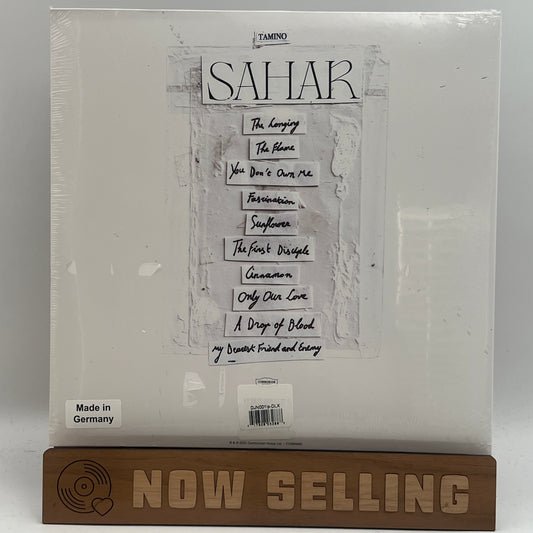 TAMINO
SAHAR
The Longing
The Flame
You Don't Own Me
Fascination
Sunflower
The First Disciple
Cinnamon
Only Our Love
A Drop of Blood
My Dearest Friend and Enemy
Made in
Germany
NOW SELLING